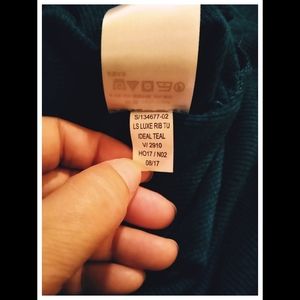 S/134677-02
LS LUXE RIB TU
IDEAL TEAL
V/ 2910
HO17 / N02
08/17